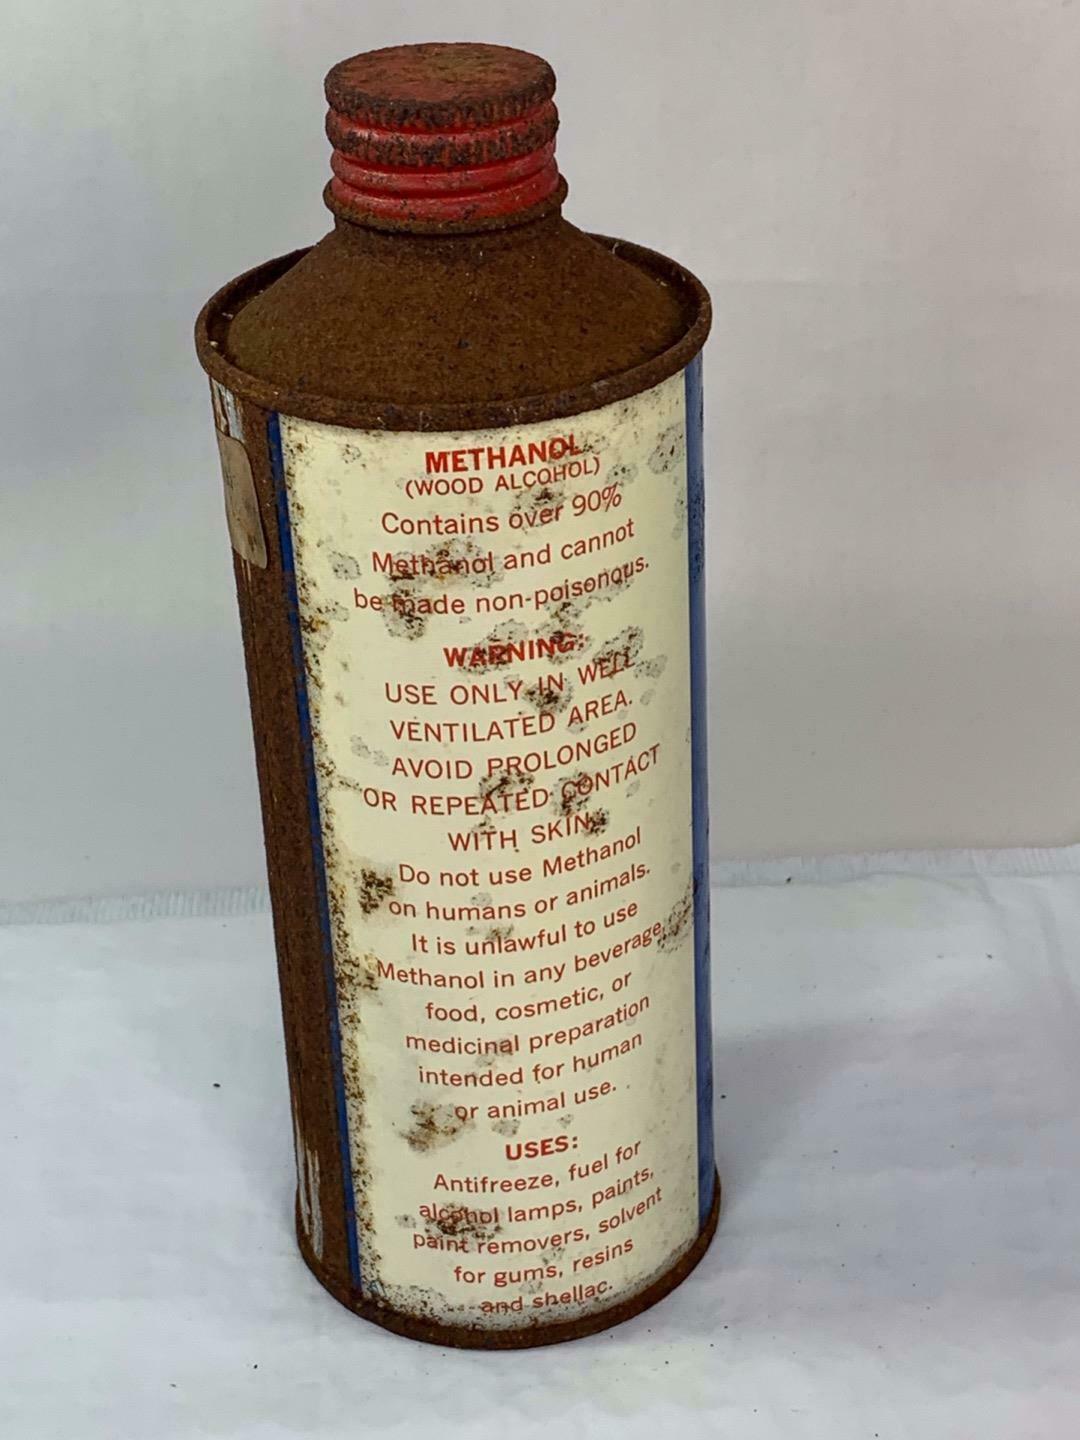 METHANOL
(WOOD ALCOHOL)
Contains over 90%
Methanol and cannot
be made non-poisonous.
WARNING:
USE ONLY IN WELL
VENTILATED AREA.
AVOID PROLONGED
OR REPEATED CONTACT
WITH SKIN.
Do not use Methanol
on humans or animals.
It is unlawful to use
Methanol in any beverage,
food, cosmetic, or
medicinal preparation
intended for human
or animal use.
USES:
Antifreeze, fuel for
alcohol lamps, paints,
paint removers, solvent
for gums, resins
and shellac.